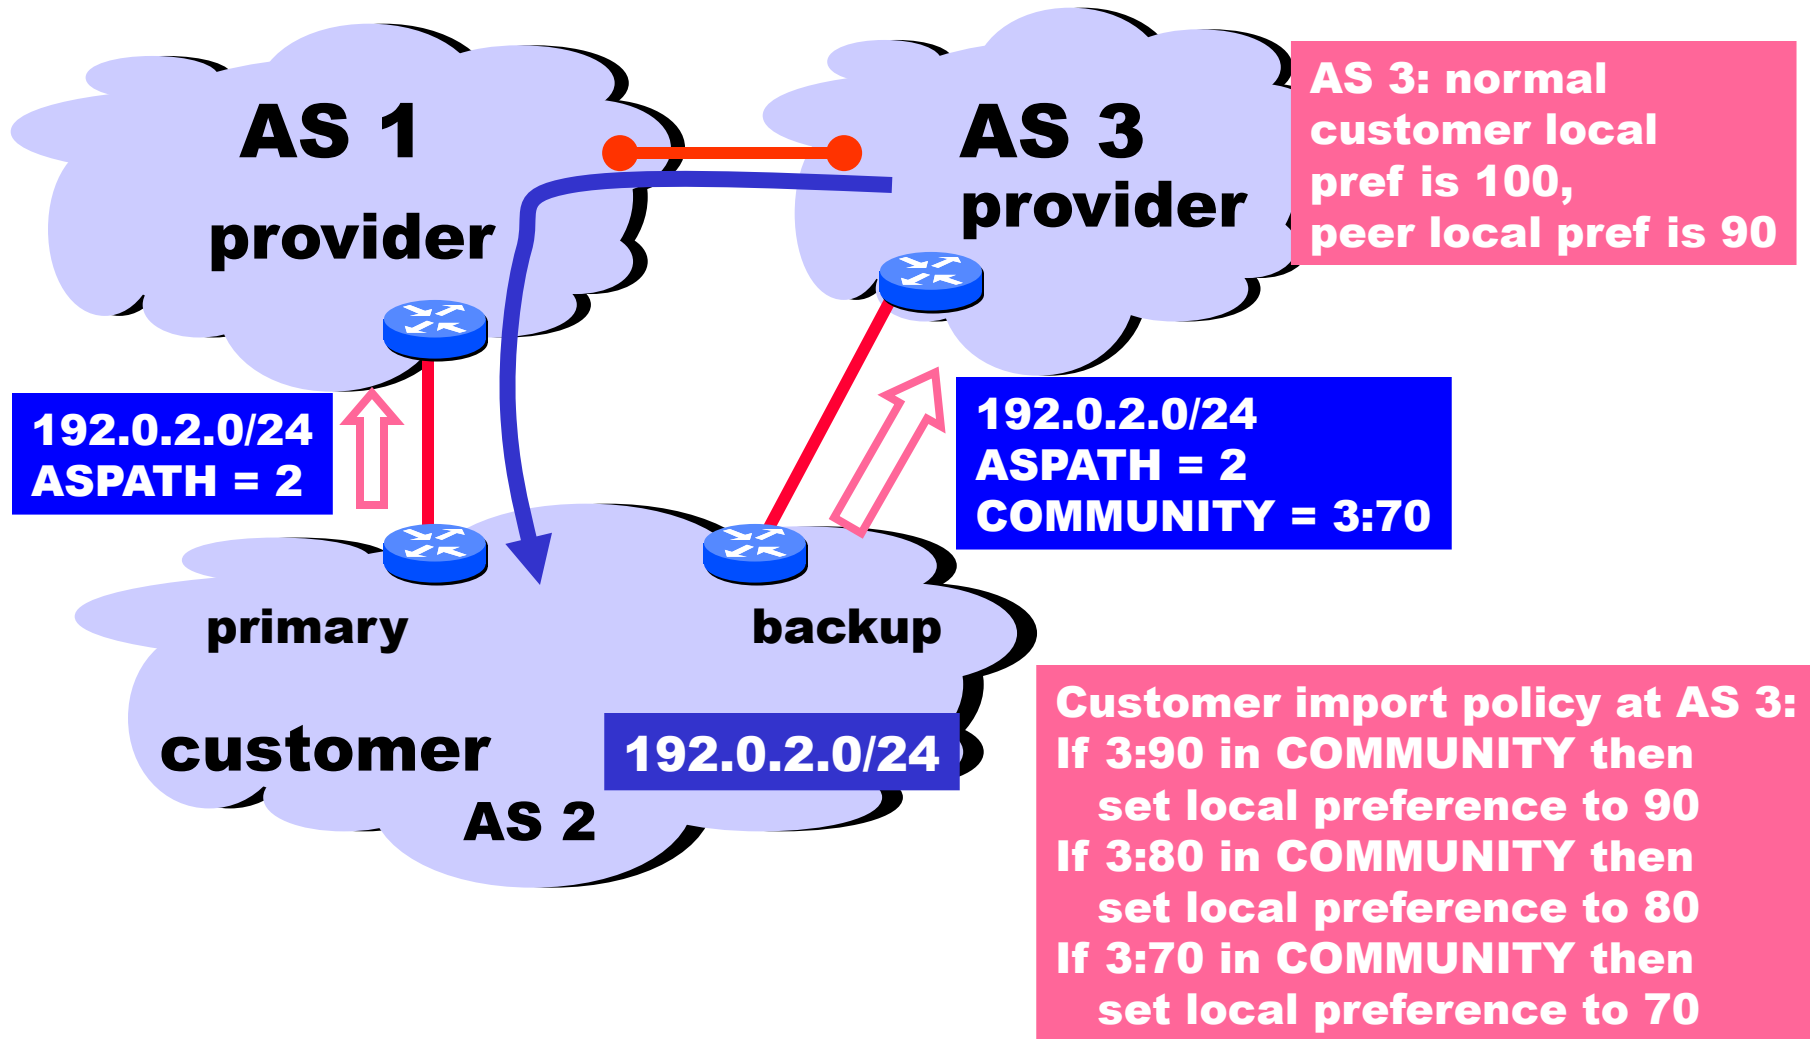 AS 1
provider
AS 3
provider
AS 3: normal
customer local
pref is 100,
peer local pref is 90
192.0.2.0/24
ASPATH = 2
192.0.2.0/24
ASPATH = 2
COMMUNITY = 3:70
primary
backup
customer
192.0.2.0/24
AS 2
Customer import policy at AS 3:
If 3:90 in COMMUNITY then
set local preference to 90
If 3:80 in COMMUNITY then
set local preference to 80
If 3:70 in COMMUNITY then
set local preference to 70